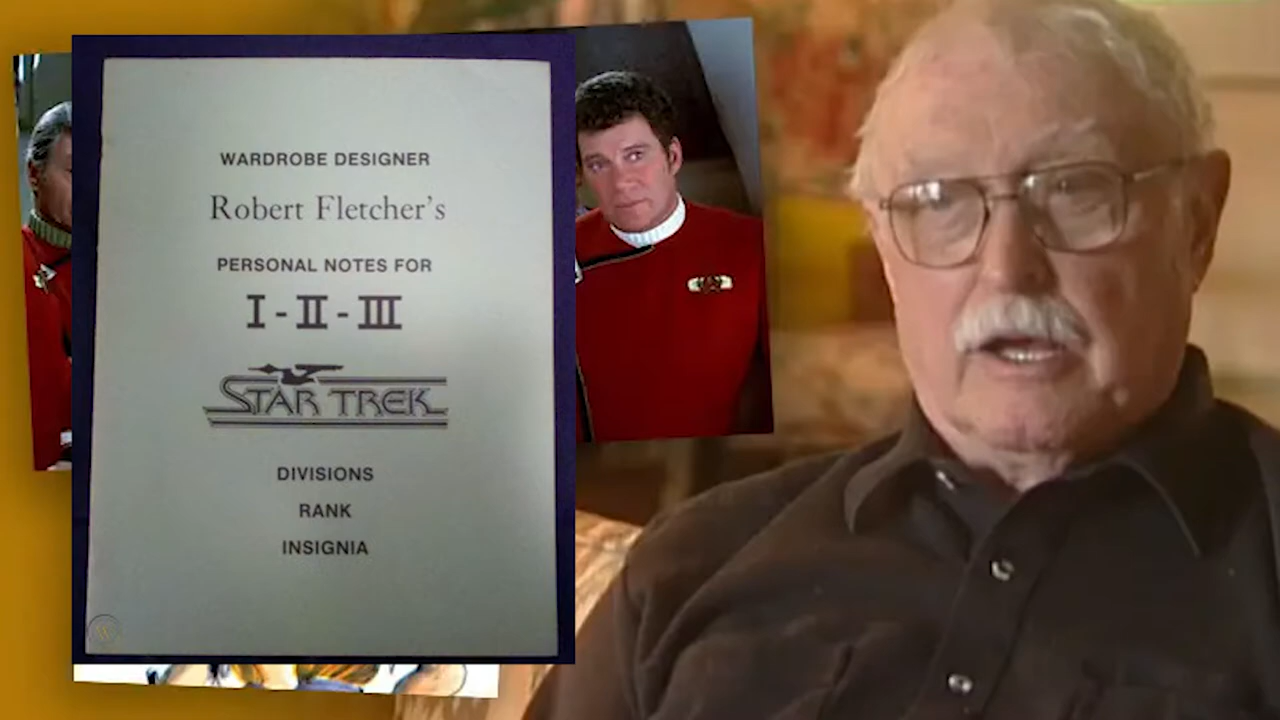 WARDROBE DESIGNER
Robert Fletcher's
PERSONAL NOTES FOR
I-II-III
STAR TREK
DIVISIONS
RANK
INSIGNIA